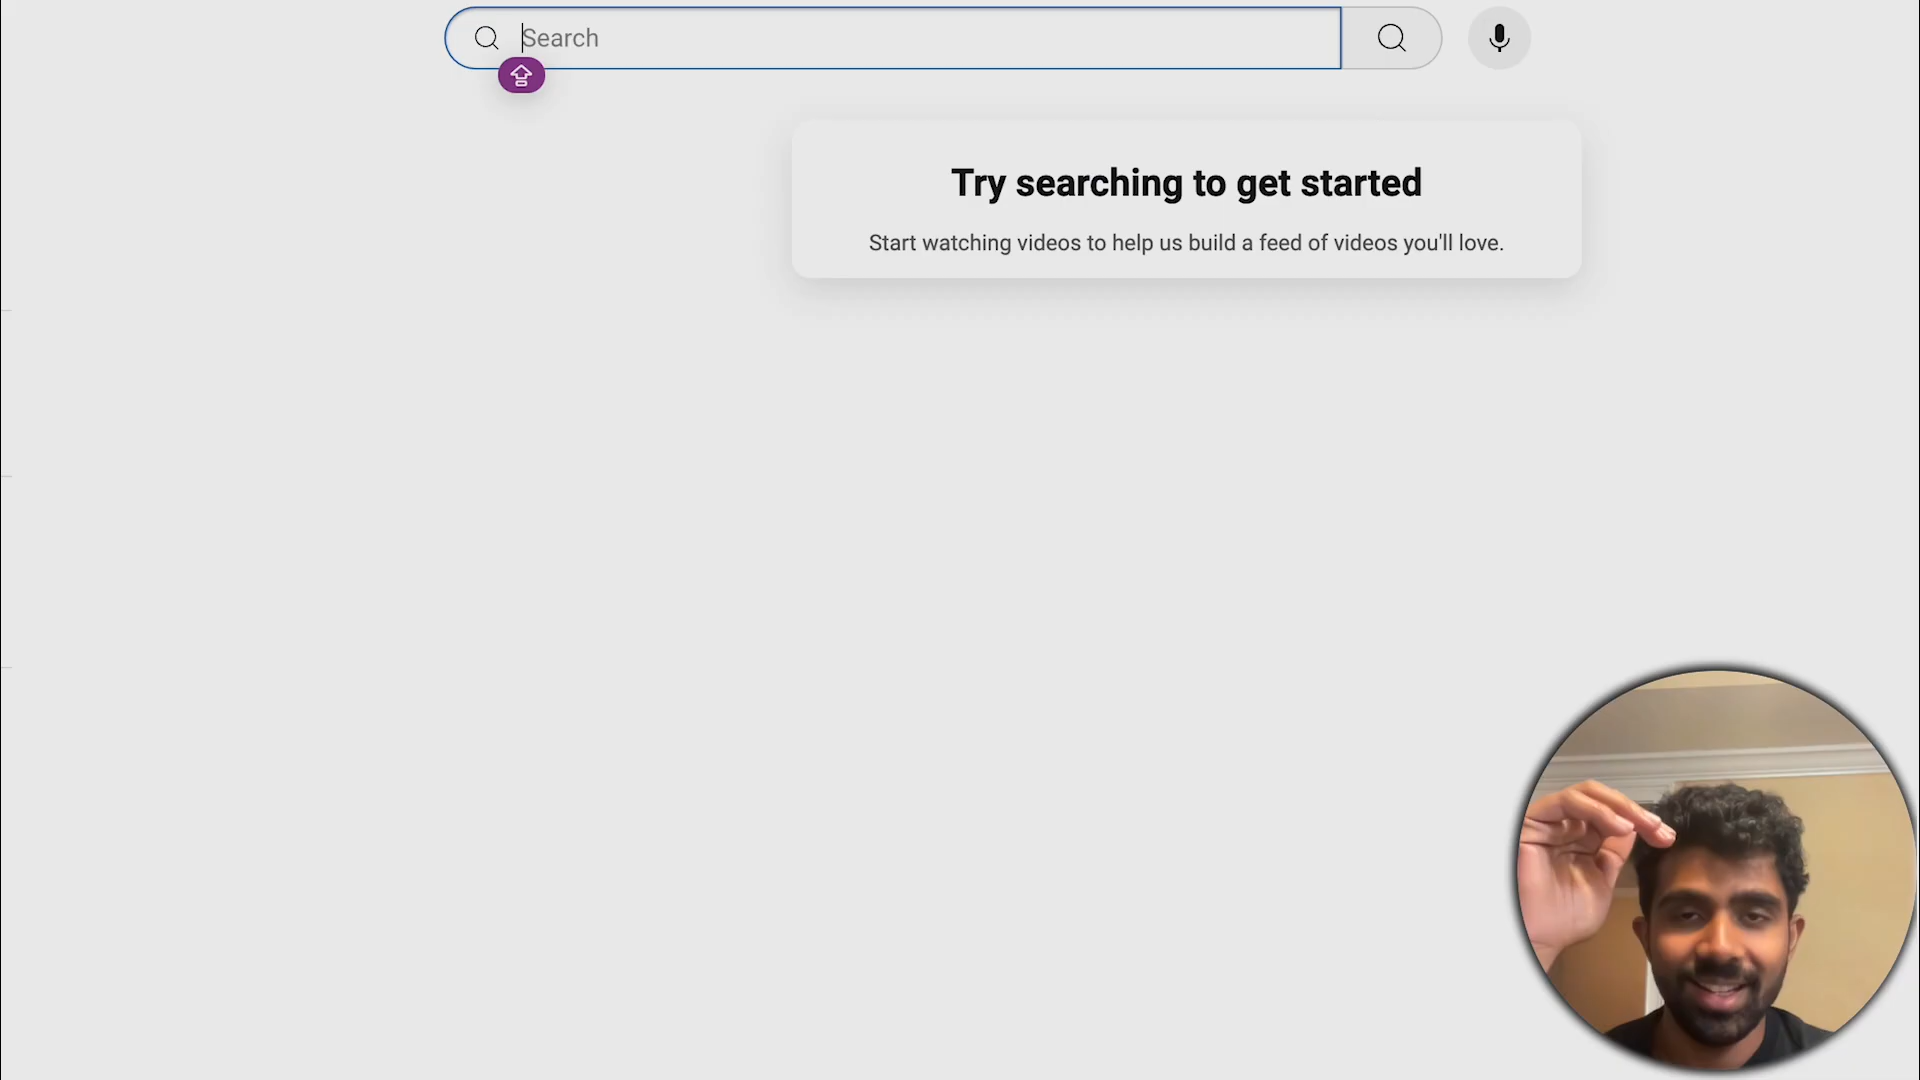 Search
Try searching to get started
Start watching videos to help us build a feed of videos you'll love.